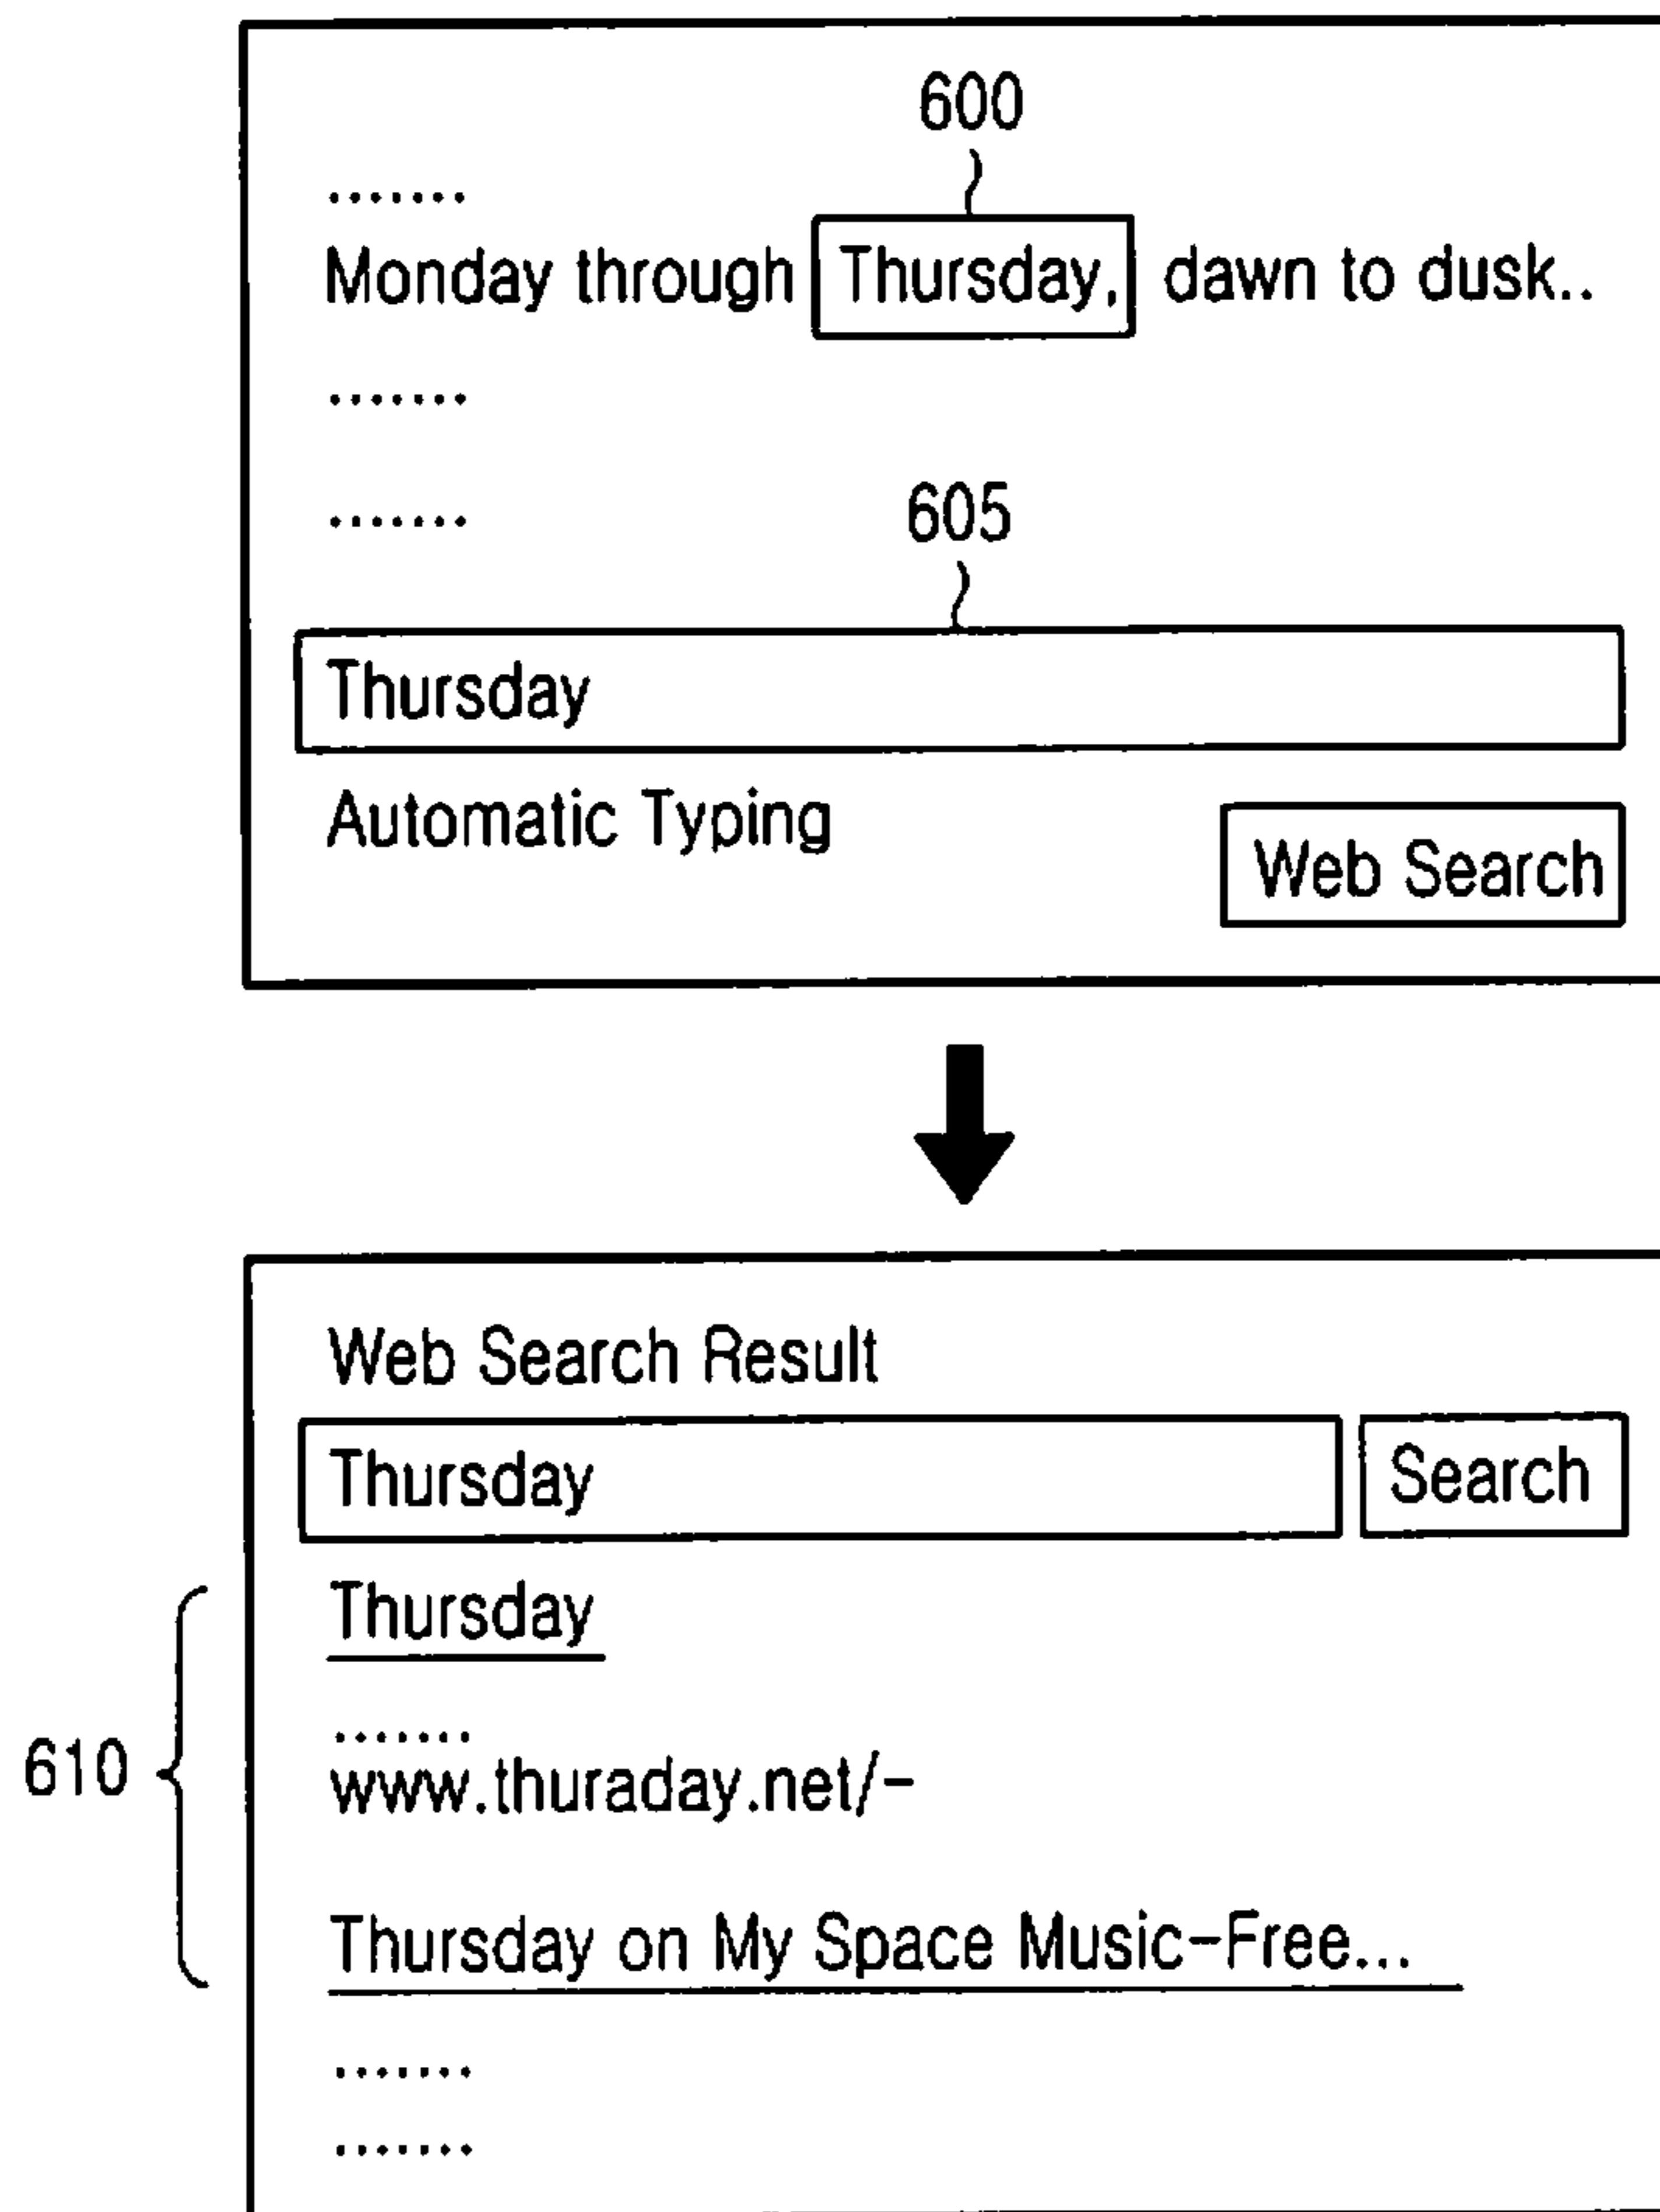 600
.......
Monday through Thursday, dawn to dusk..
.......
.......
605
Thursday
Automatic Typing
Web Search
Web Search Result
Thursday Search
Thursday
.......
610
www.thuraday.net/-
Thursday on My Space Music-Free...
.......
.......